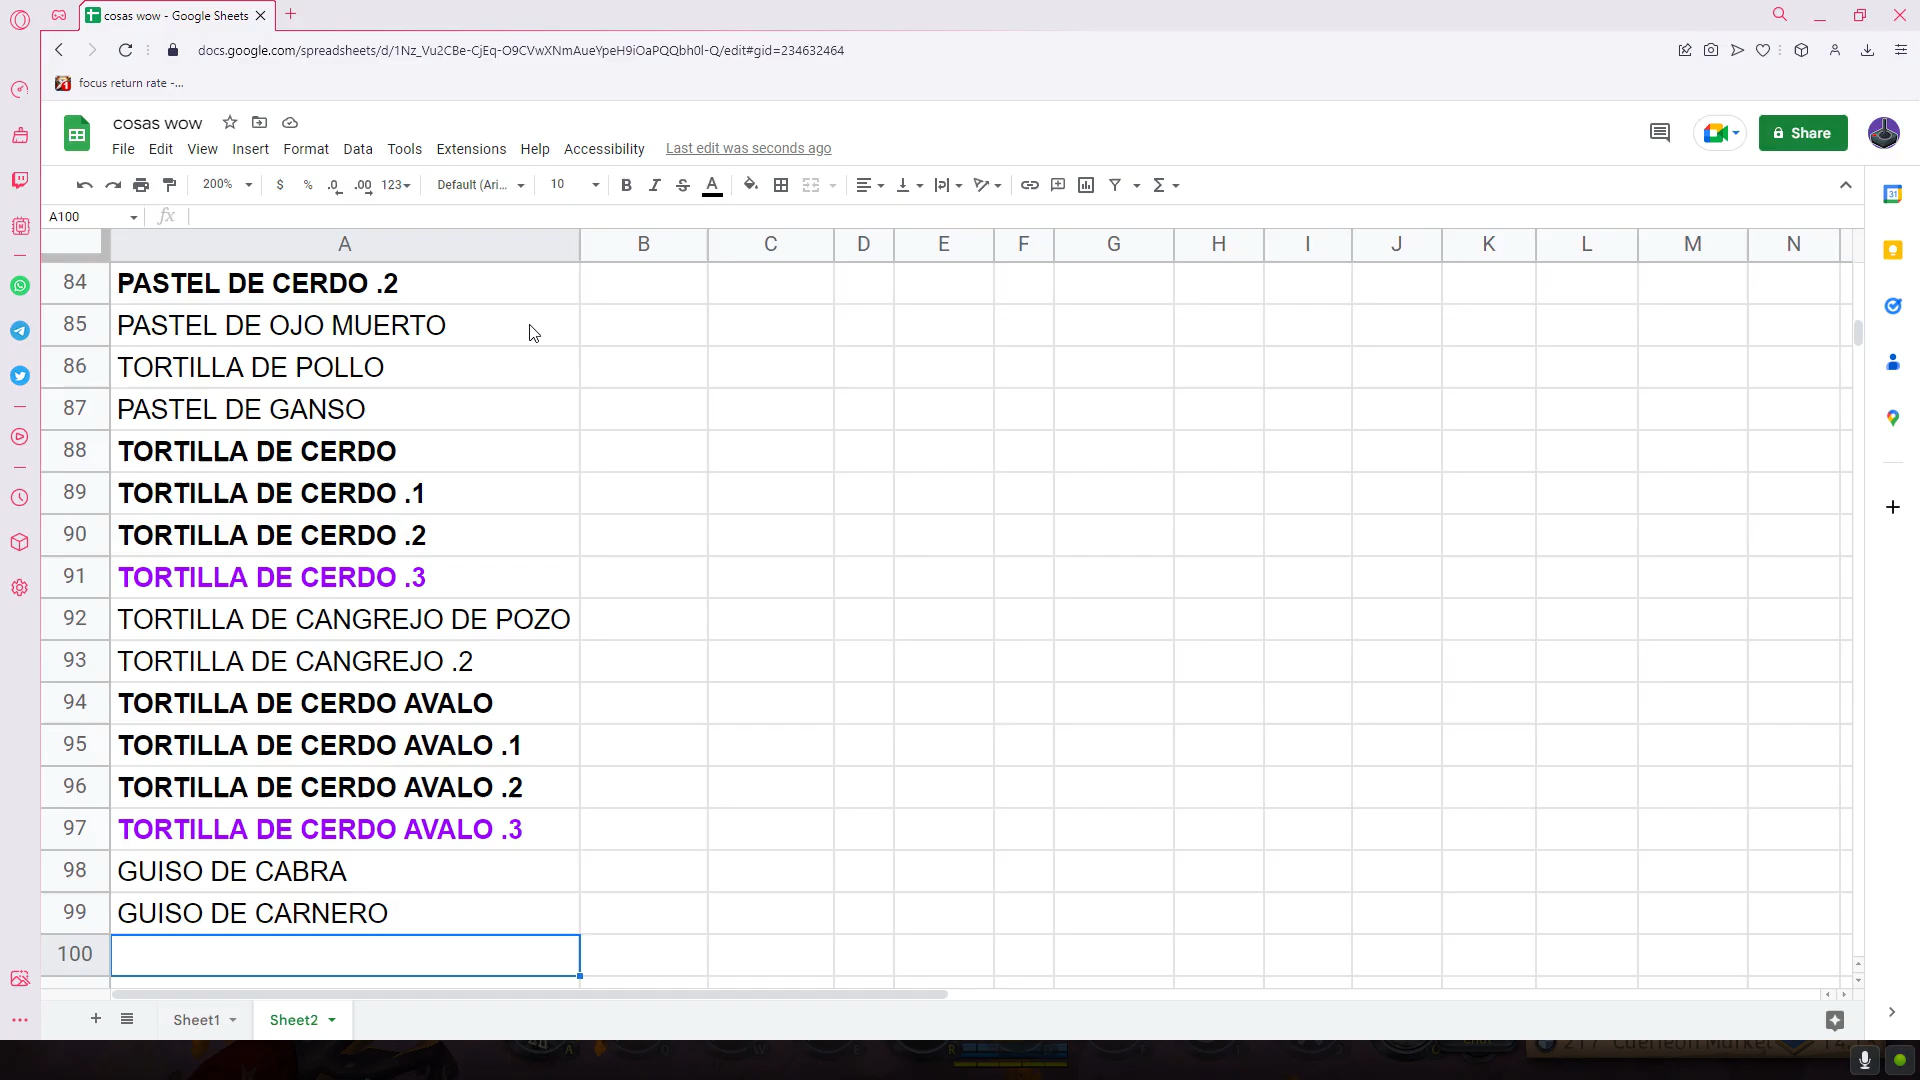 cosas wow - Google Sheets
docs.google.com/spreadsheets/d/1Nz_Vu2CBe-CjEq-O9CVwXNmAueYpeH9iOaPQQbh0l-Q/edit#gid=234632464
focus return rate -...
cosas wow
File Edit View Insert Format Data Tools Extensions Help Accessibility Last edit was seconds ago
Share
200% $ % .0 .00 123 Default (Ari... 10 B I S A
A100 fx
A B C D E F G H I J K L M N
84 PASTEL DE CERDO .2
85 PASTEL DE OJO MUERTO
86 TORTILLA DE POLLO
87 PASTEL DE GANSO
88 TORTILLA DE CERDO
89 TORTILLA DE CERDO .1
90 TORTILLA DE CERDO .2
91 TORTILLA DE CERDO .3
92 TORTILLA DE CANGREJO DE POZO
93 TORTILLA DE CANGREJO .2
94 TORTILLA DE CERDO AVALO
95 TORTILLA DE CERDO AVALO .1
96 TORTILLA DE CERDO AVALO .2
97 TORTILLA DE CERDO AVALO .3
98 GUISO DE CABRA
99 GUISO DE CARNERO
100
Sheet1 Sheet2